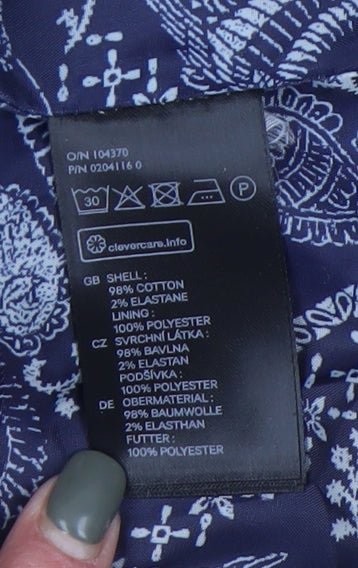 O/N 104370
P/N 0204116 0
30 P
clevercare.info
GB SHELL:
98% COTTON
2% ELASTANE
LINING:
100% POLYESTER
CZ SVRCHNÍ LÁTKA:
98% BAVLNA
2% ELASTAN
PODŠÍVKA:
100% POLYESTER
DE OBERMATERIAL:
98% BAUMWOLLE
2% ELASTHAN
FUTTER:
100% POLYESTER